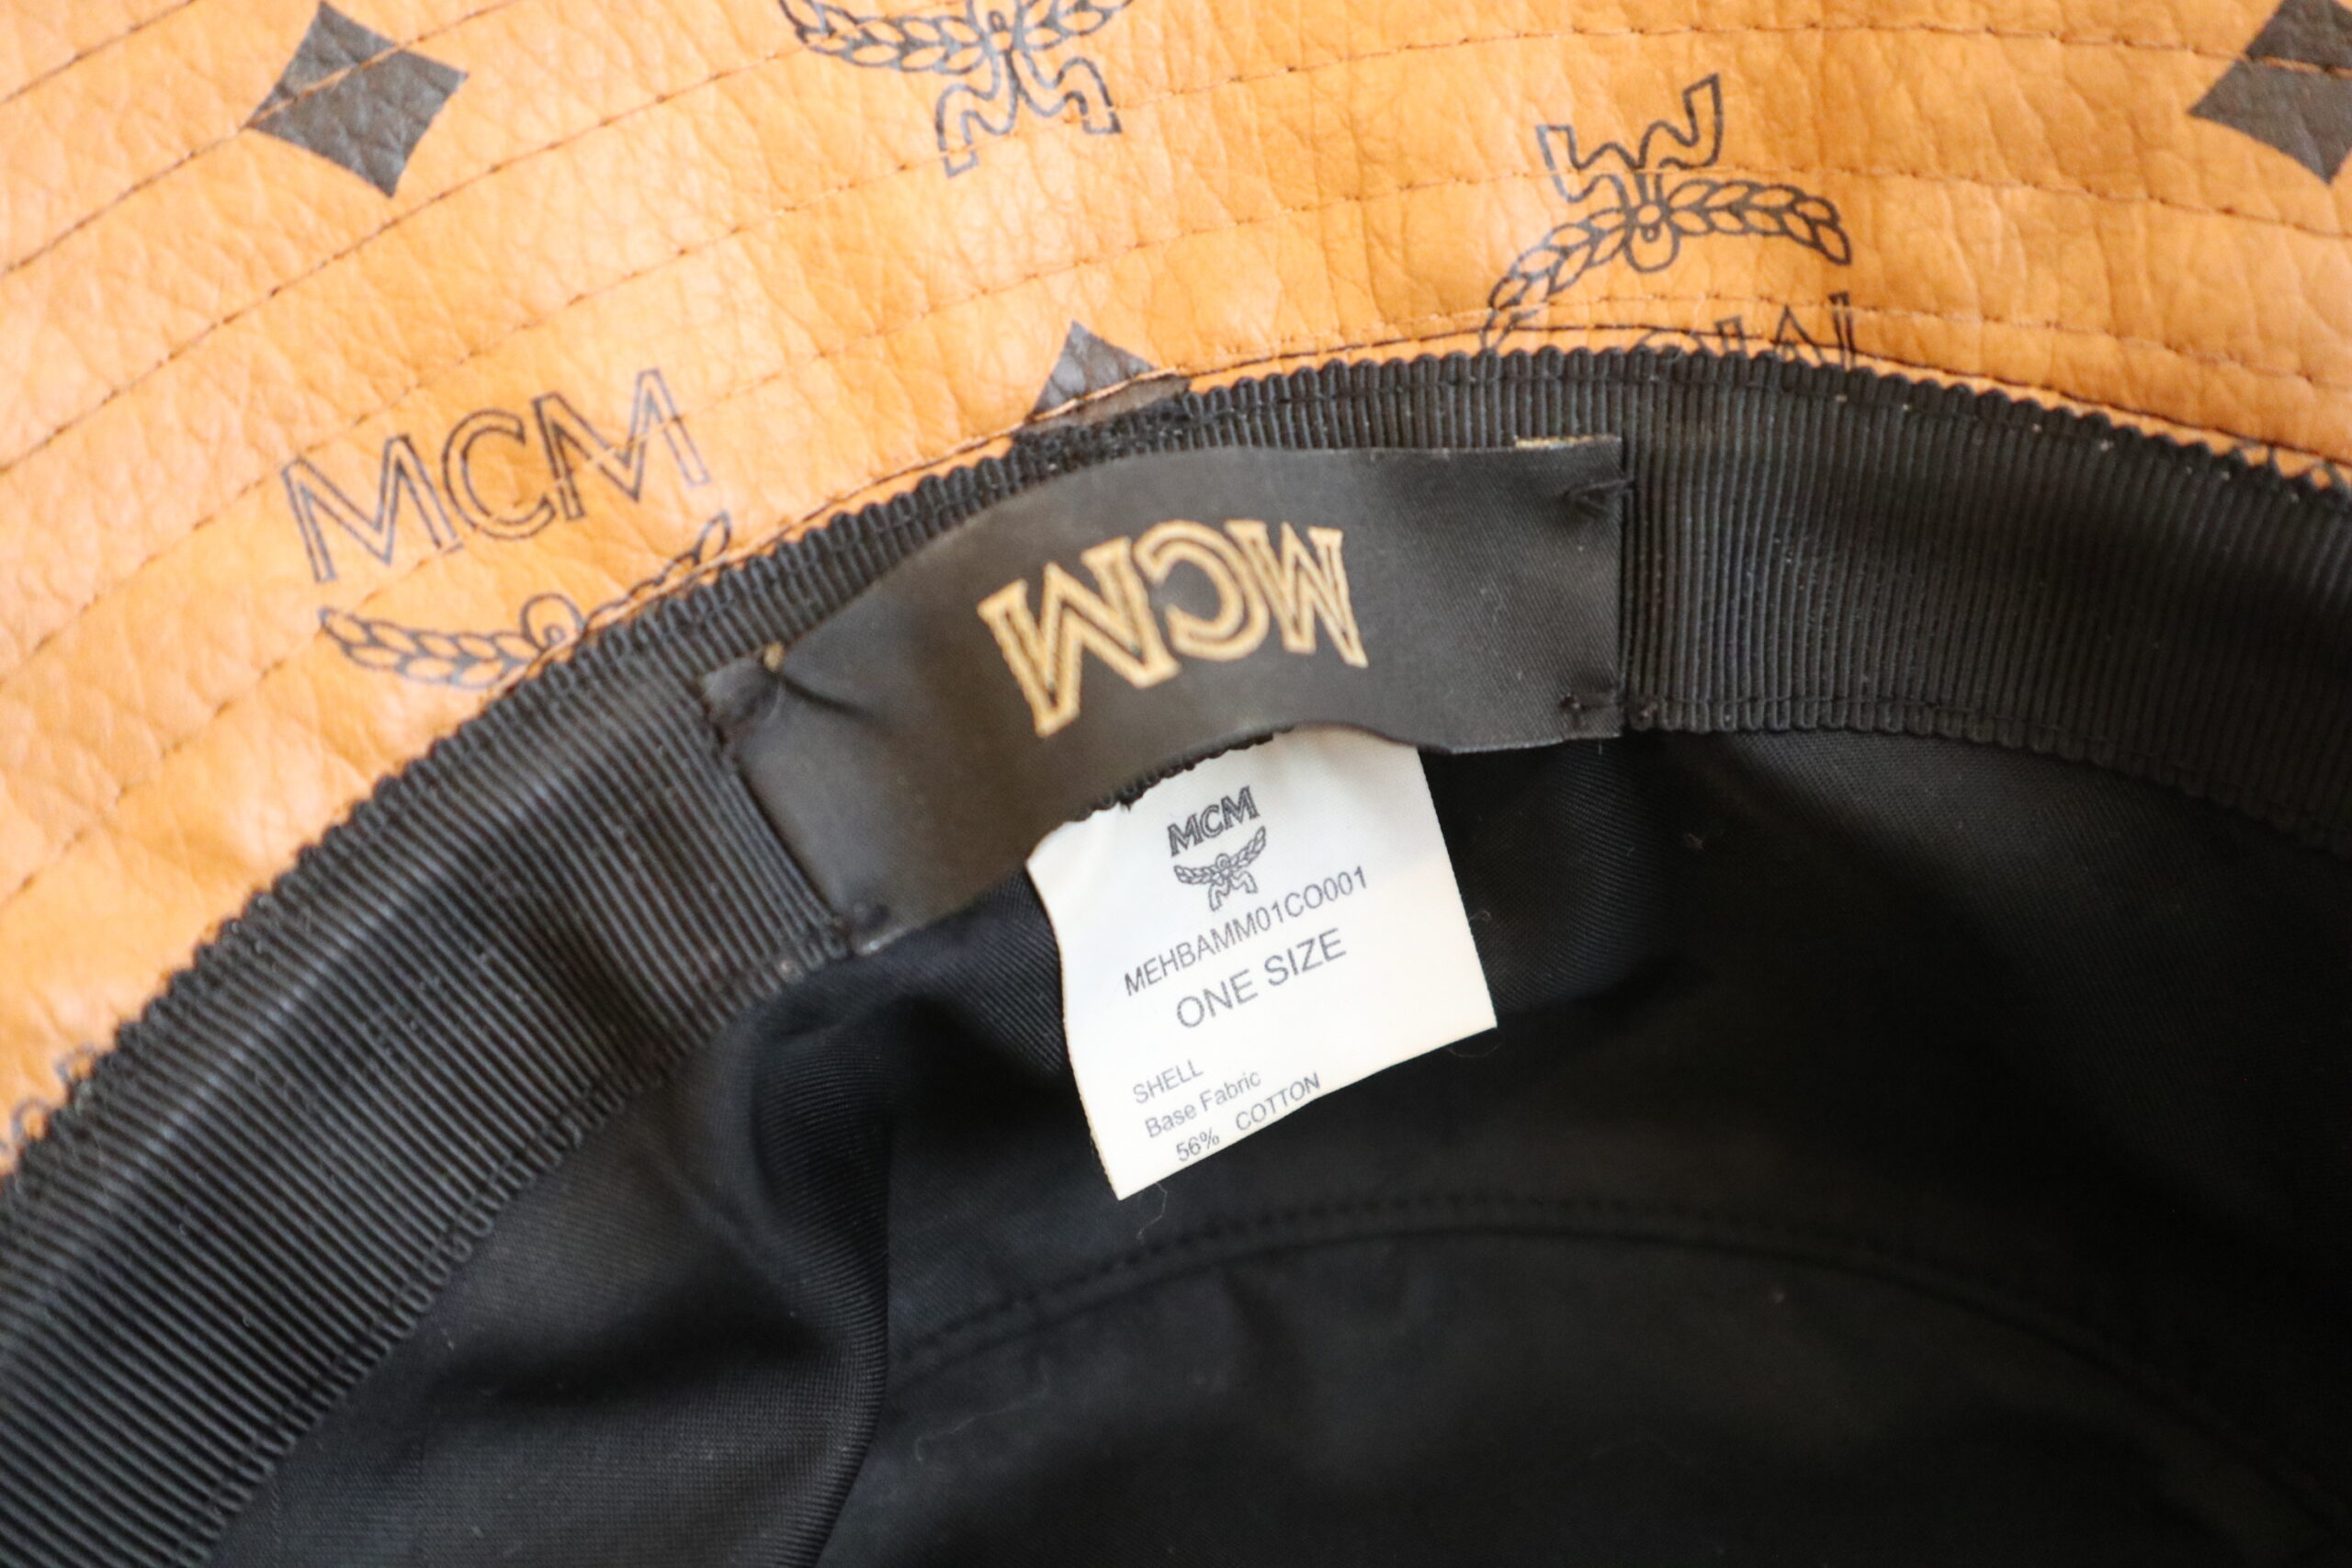 MCM
MCM
MCM
MEHBAMM01CO001
ONE SIZE
SHELL
Base Fabric
56% COTTON